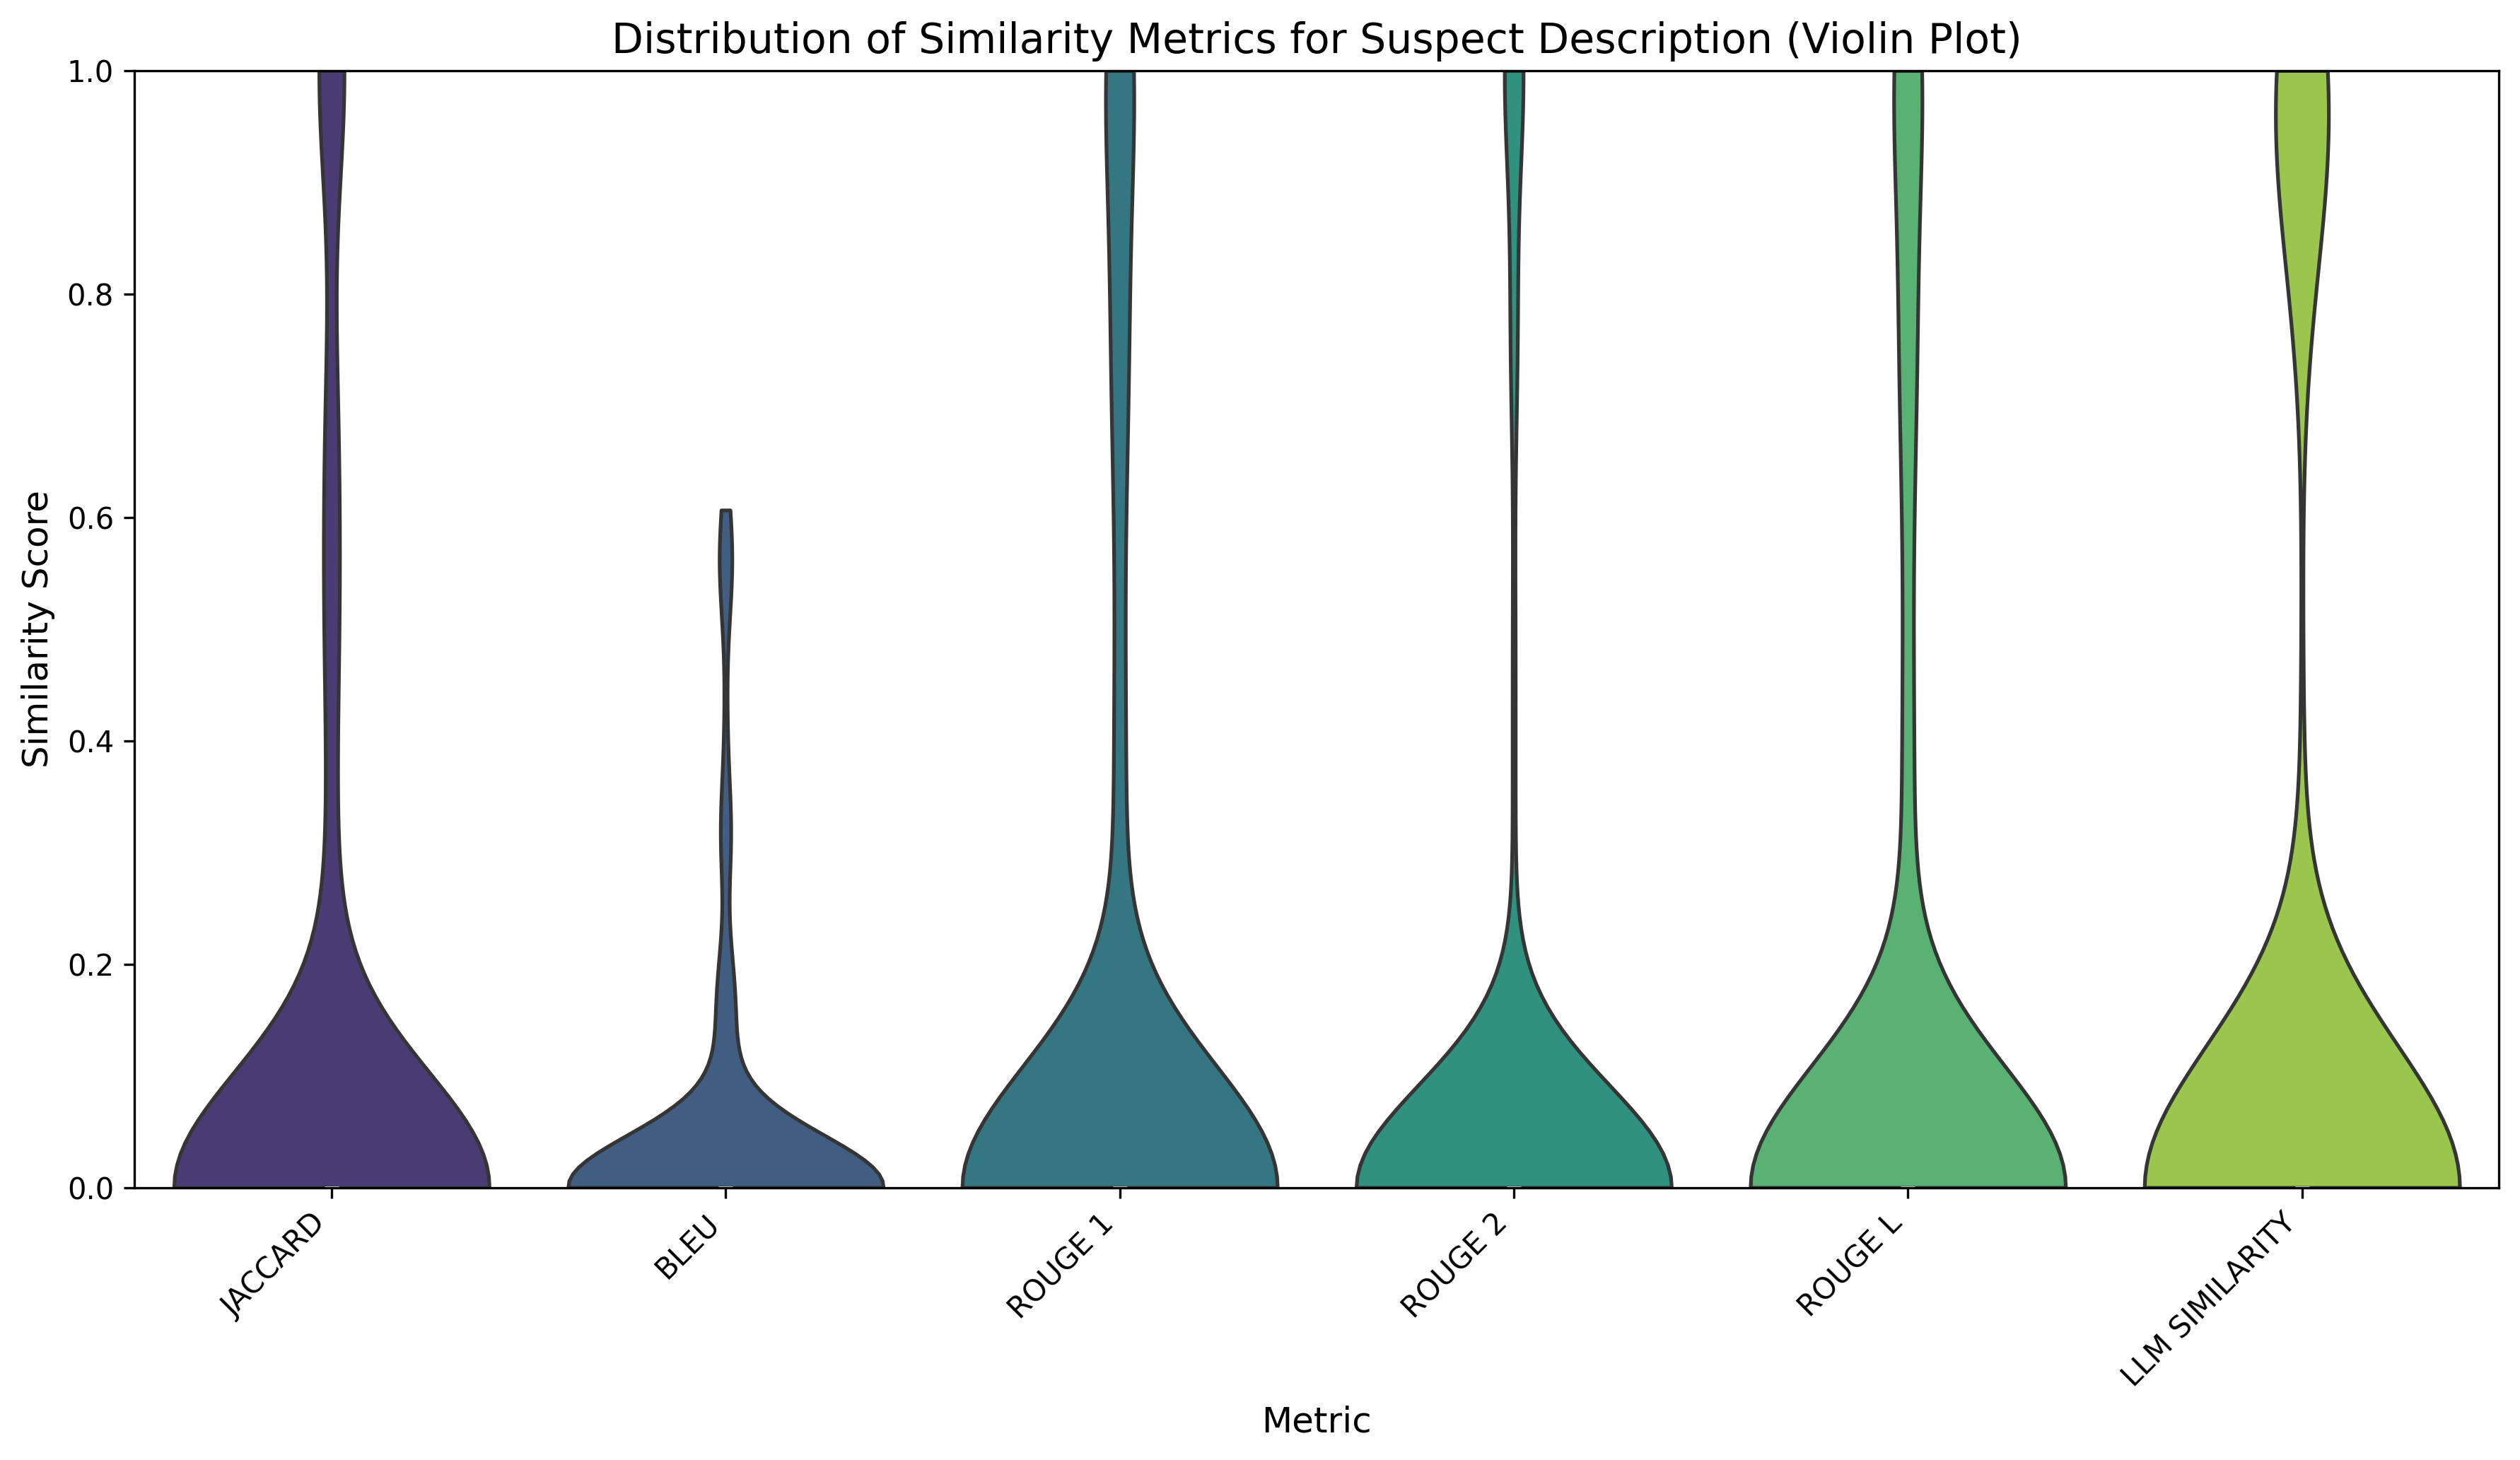 Distribution of Similarity Metrics for Suspect Description (Violin Plot)
Similarity Score
1.0
0.8
0.6
0.4
0.2
0.0
JACCARD
BLEU
ROUGE 1
ROUGE 2
ROUGE L
LLM SIMILARITY
Metric